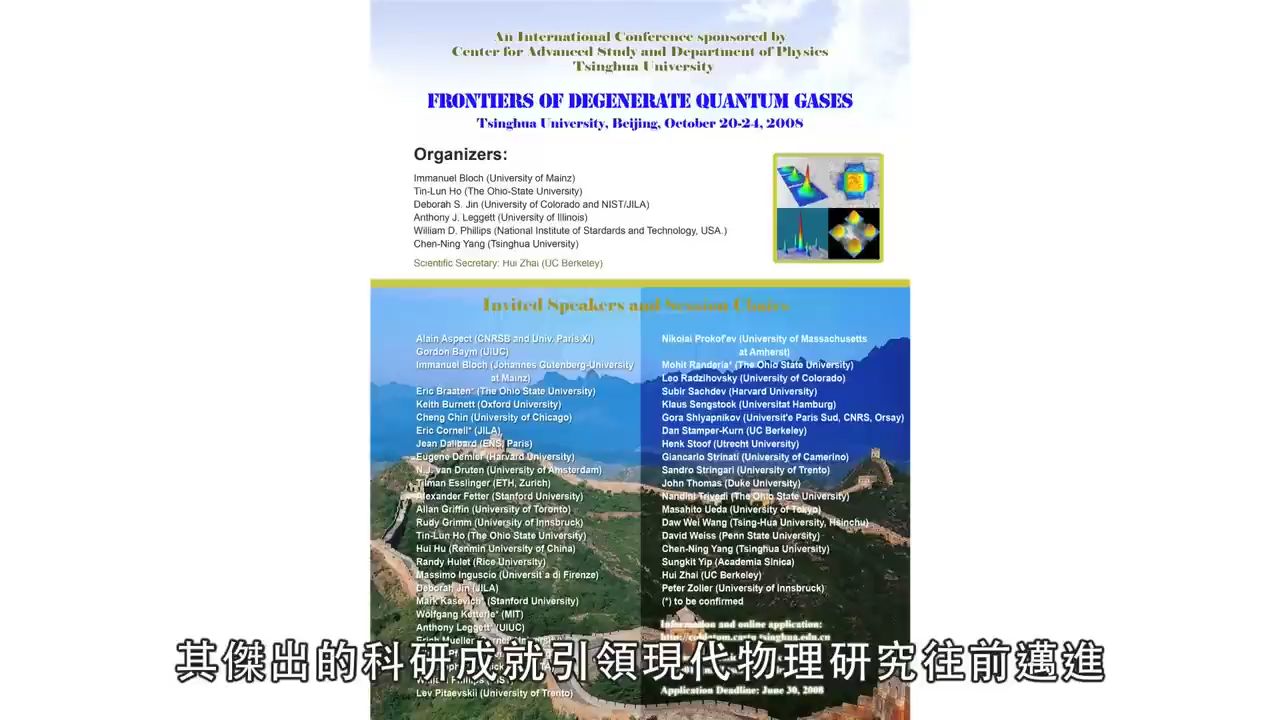 An International Conference sponsored by
Center for Advanced Study and Department of Physics
Tsinghua University
FRONTIERS OF DEGENERATE QUANTUM GASES
Tsinghua University, Beijing, October 20-24, 2008
Organizers:
Immanuel Bloch (University of Mainz)
Tin-Lun Ho (The Ohio-State University)
Deborah S. Jin (University of Colorado and NIST/JILA)
Anthony J. Leggett (University of Illinois)
William D. Phillips (National Institute of Stardards and Technology, USA.)
Chen-Ning Yang (Tsinghua University)
Scientific Secretary: Hui Zhai (UC Berkeley)
Invited Speakers and Session Chairs
Alain Aspect (CNRSB and Univ. Paris XI)
Gordon Baym (UIUC)
Immanuel Bloch (Johannes Gutenberg-University
at Mainz)
Eric Braaten* (The Ohio State University)
Keith Burnett (Oxford University)
Cheng Chin (University of Chicago)
Eric Cornell* (JILA)
Jean Dalibard (ENS, Paris)
Eugene Demler (Harvard University)
N.J. van Druten (University of Amsterdam)
Tilman Esslinger (ETH, Zurich)
Alexander Fetter (Stanford University)
Allan Griffin (University of Toronto)
Rudy Grimm (University of Innsbruck)
Tin-Lun Ho (The Ohio State University)
Hui Hu (Renmin University of China)
Randy Hulet (Rice University)
Massimo Inguscio (Universit`a di Firenze)
Deborah Jin (JILA)
Mark Kasevich* (Stanford University)
Wolfgang Ketterle* (MIT)
Anthony Leggett* (UIUC)
Erich Mueller
Lev Pitaevskii (University of Trento)
Nikolai Prokof'ev (University of Massachusetts
at Amherst)
Mohit Randeria* (The Ohio State University)
Leo Radzihovsky (University of Colorado)
Subir Sachdev (Harvard University)
Klaus Sengstock (Universitat Hamburg)
Gora Shlyapnikov (Universit'e Paris Sud, CNRS, Orsay)
Dan Stamper-Kurn (UC Berkeley)
Henk Stoof (Utrecht University)
Giancarlo Strinati (University of Camerino)
Sandro Stringari (University of Trento)
John Thomas (Duke University)
Nandini Trivedi (The Ohio State University)
Masahito Ueda (University of Tokyo)
Daw Wei Wang (Tsing-Hua University, Hsinchu)
David Weiss (Penn State University)
Chen-Ning Yang (Tsinghua University)
Sungkit Yip (Academia Sinica)
Hui Zhai (UC Berkeley)
Peter Zoller (University of Innsbruck)
(*) to be confirmed
Information and online application:
Application Deadline: June 30, 2008
其傑出的科研成就引領現代物理研究往前邁進